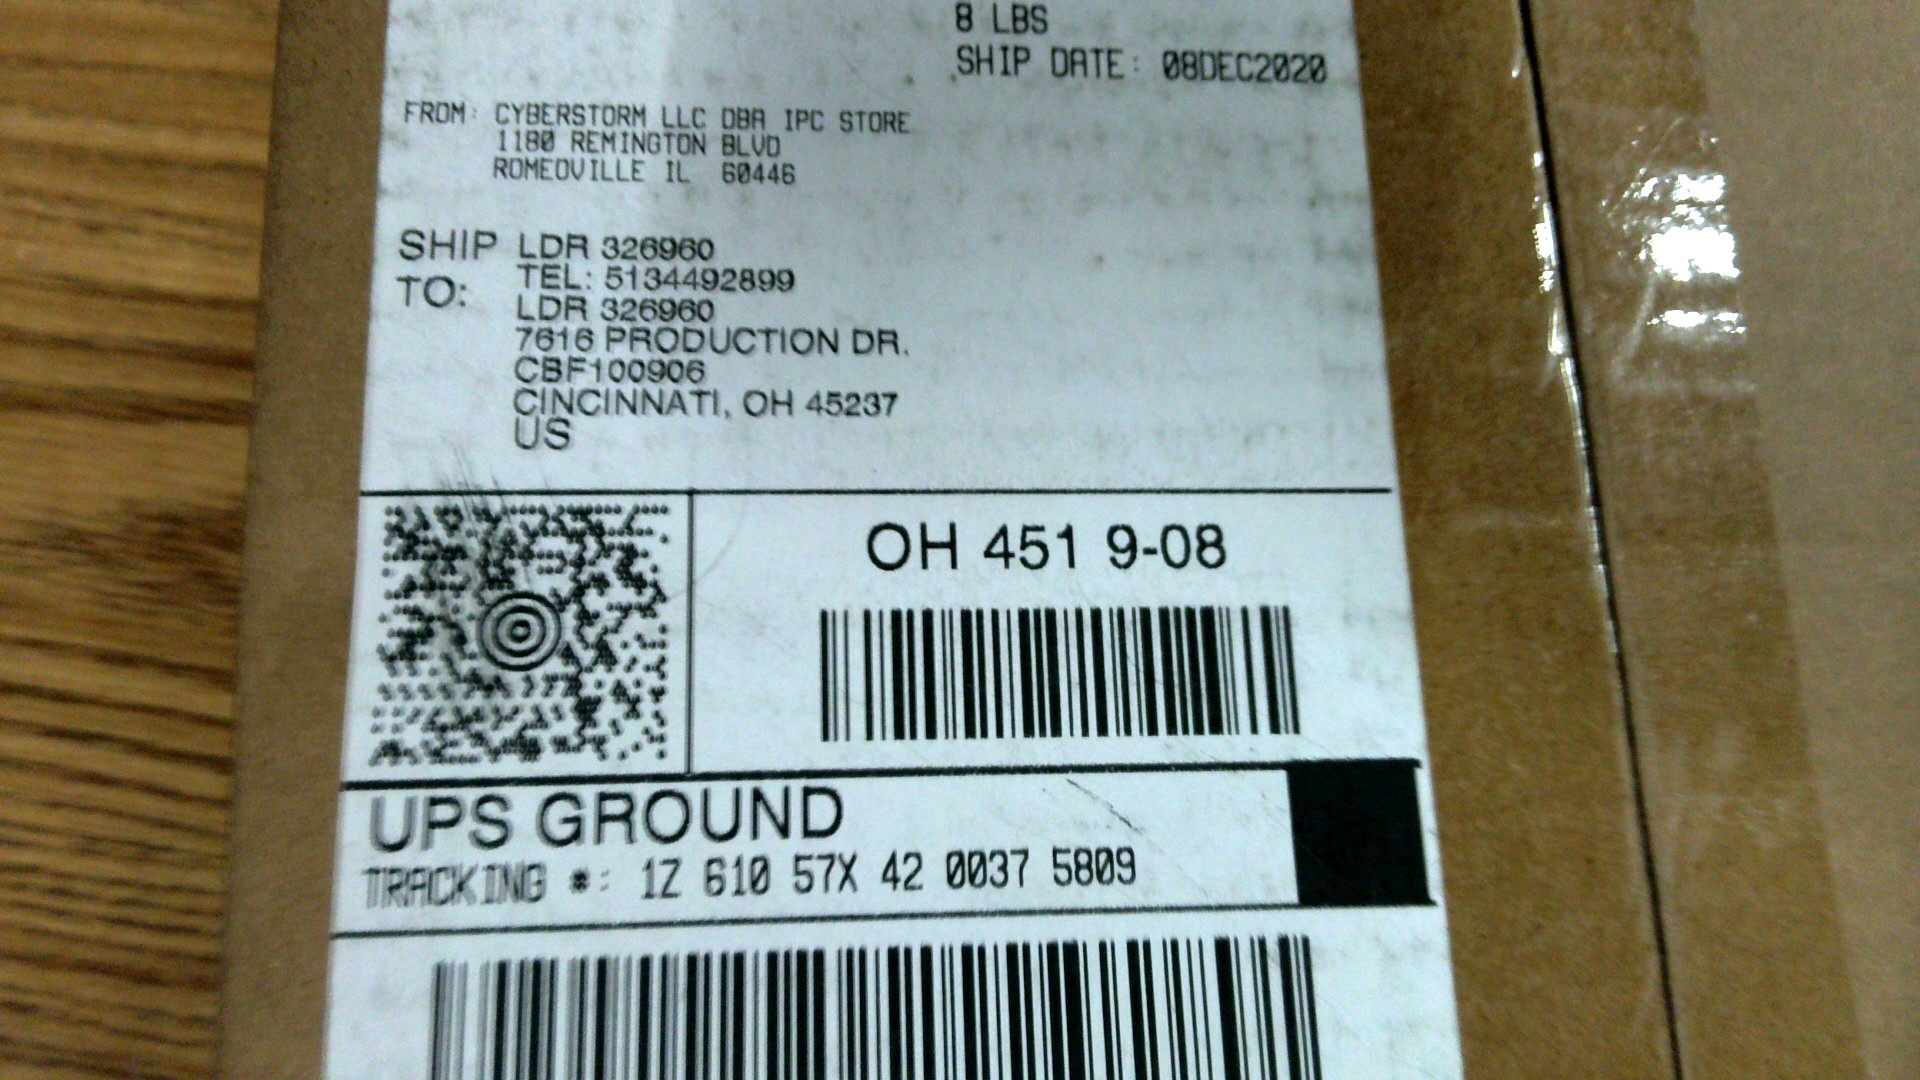 8 LBS
SHIP DATE: 08DEC2020
FROM: CYBERSTORM LLC DBA IPC STORE
1180 REMINGTON BLVD
ROMEOVILLE IL 60446
SHIP TO:
LDR 326960
TEL: 5134492899
LDR 326960
7616 PRODUCTION DR.
CBF100906
CINCINNATI, OH 45237
US
OH 451 9-08
UPS GROUND
TRACKING #: 1Z 610 57X 42 0037 5809